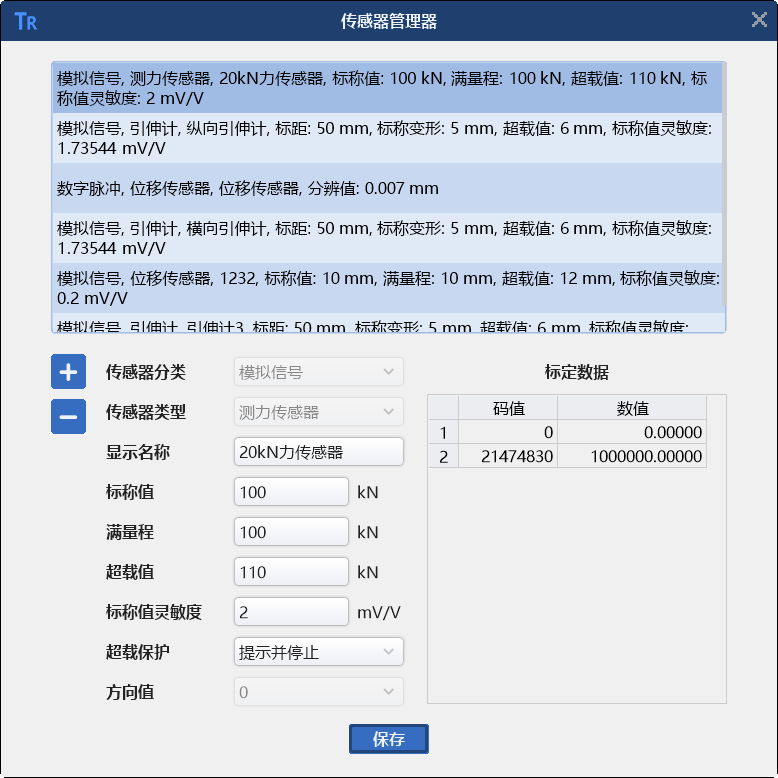 TR
传感器管理器
模拟信号, 测力传感器, 20kN力传感器, 标称值: 100 kN, 满量程: 100 kN, 超载值: 110 kN, 标
称值灵敏度: 2 mV/V
模拟信号, 引伸计, 纵向引伸计, 标距: 50 mm, 标称变形: 5 mm, 超载值: 6 mm, 标称值灵敏度:
1.73544 mV/V
数字脉冲, 位移传感器, 位移传感器, 分辨值: 0.007 mm
模拟信号, 引伸计, 横向引伸计, 标距: 50 mm, 标称变形: 5 mm, 超载值: 6 mm, 标称值灵敏度:
1.73544 mV/V
模拟信号, 位移传感器, 1232, 标称值: 10 mm, 满量程: 10 mm, 超载值: 12 mm, 标称值灵敏度:
0.2 mV/V
模拟信号, 引伸计, 引伸计3, 标距: 50 mm, 标称变形: 5 mm, 超载值: 6 mm, 标称值灵敏度:
传感器分类 模拟信号
传感器类型 测力传感器
显示名称 20kN力传感器
标称值 100 kN
满量程 100 kN
超载值 110 kN
标称值灵敏度 2 mV/V
超载保护 提示并停止
方向值 0
标定数据
码值 数值
1 0 0.00000
2 21474830 1000000.00000
保存